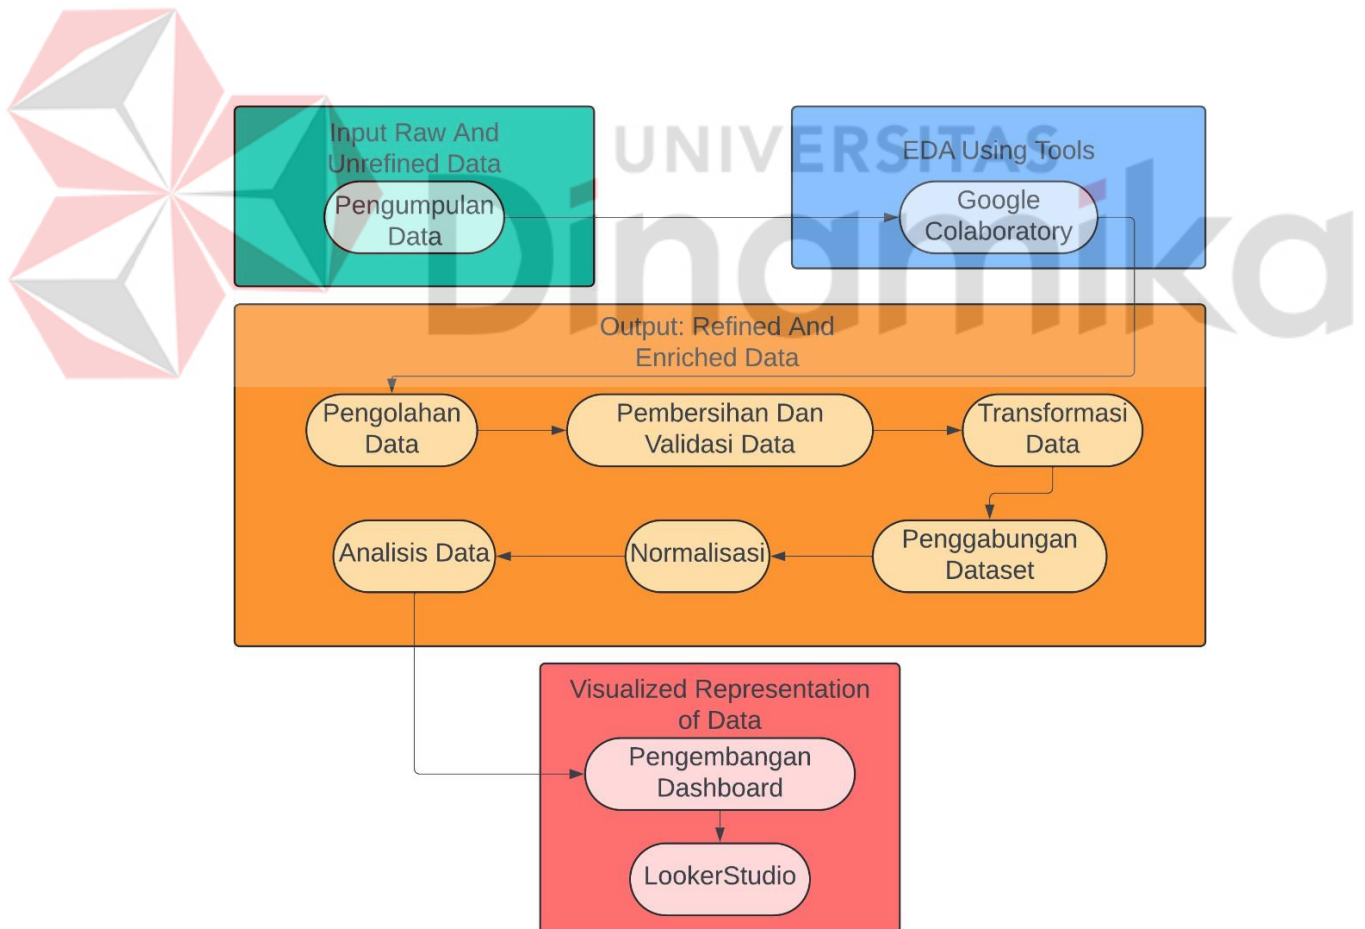 Input Raw And
Unrefined Data
Pengumpulan
Data
UNIVERSITAS
Dinamika
EDA Using Tools
Google
Colaboratory
Output: Refined And
Enriched Data
Pengolahan
Data
Pembersihan Dan
Validasi Data
Transformasi
Data
Analisis Data
Normalisasi
Penggabungan
Dataset
Visualized Representation
of Data
Pengembangan
Dashboard
LookerStudio